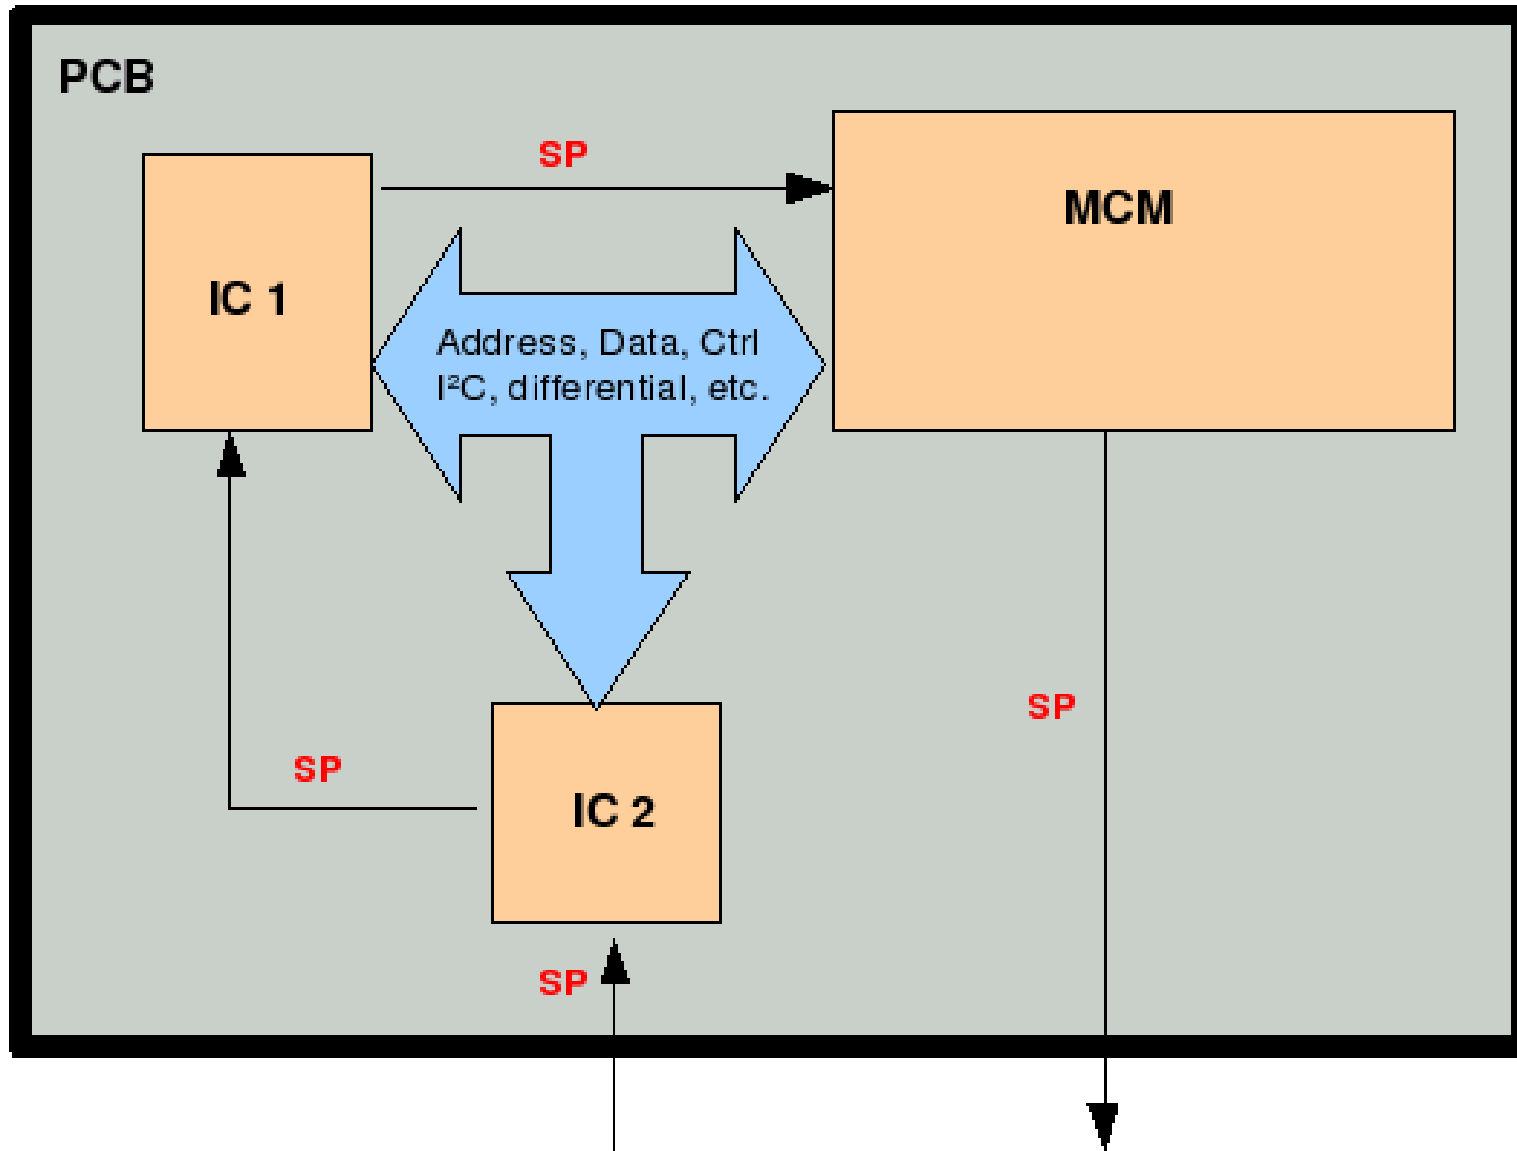 PCB
SP
MCM
IC 1
Address, Data, Ctrl
I²C, differential, etc.
SP
SP
IC 2
SP